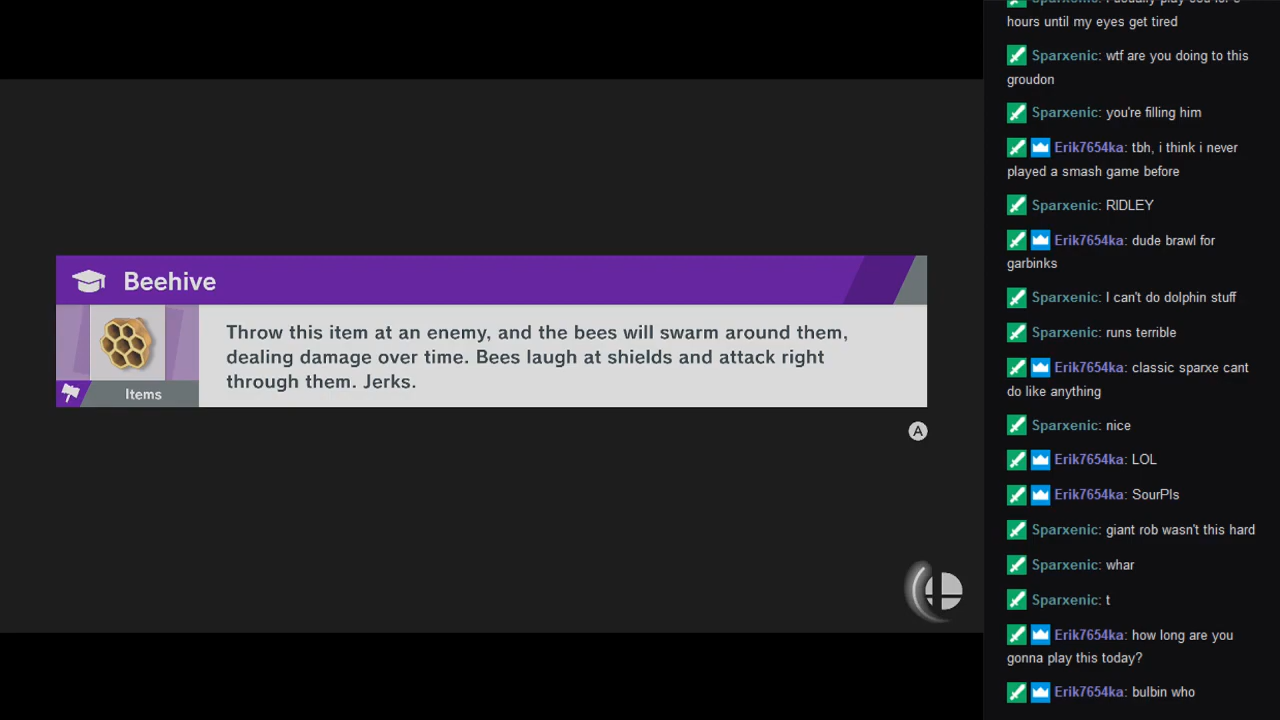 Beehive
Throw this item at an enemy, and the bees will swarm around them,
dealing damage over time. Bees laugh at shields and attack right
through them. Jerks.
Items
A
hours until my eyes get tired
Sparxenic: wtf are you doing to this
groudon
Sparxenic: you're filling him
Erik7654ka: tbh, i think i never
played a smash game before
Sparxenic: RIDLEY
Erik7654ka: dude brawl for
garbinks
Sparxenic: I can't do dolphin stuff
Sparxenic: runs terrible
Erik7654ka: classic sparxe cant
do like anything
Sparxenic: nice
Erik7654ka: LOL
Erik7654ka: SourPls
Sparxenic: giant rob wasn't this hard
Sparxenic: whar
Sparxenic: t
Erik7654ka: how long are you
gonna play this today?
Erik7654ka: bulbin who